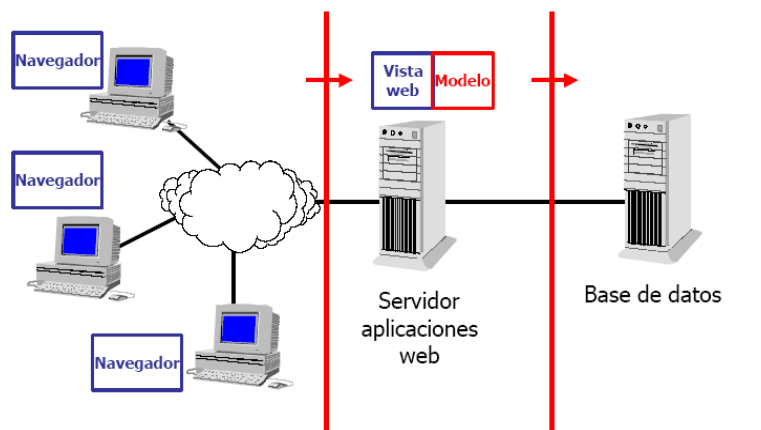 Navegador
Vista
web
Modelo
Navegador
Navegador
Servidor
aplicaciones
web
Base de datos